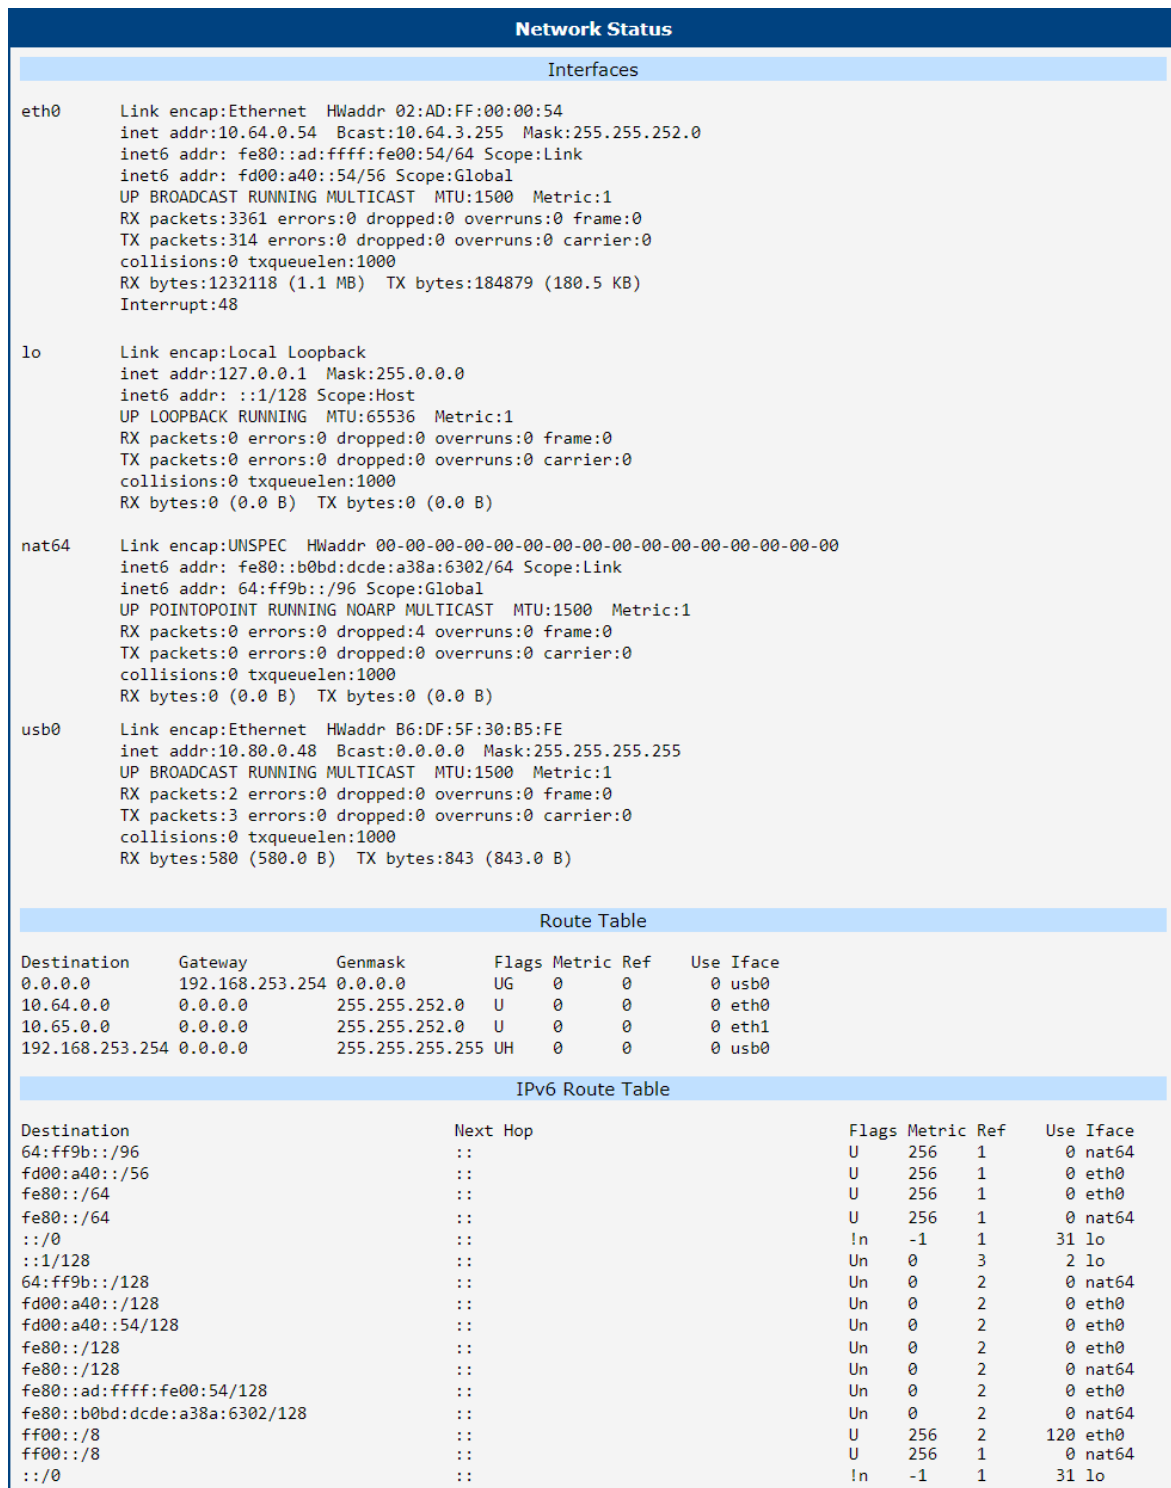 Network Status
Interfaces
eth0      Link encap:Ethernet  HWaddr 02:AD:FF:00:00:54
          inet addr:10.64.0.54  Bcast:10.64.3.255  Mask:255.255.252.0
          inet6 addr: fe80::ad:ffff:fe00:54/64 Scope:Link
          inet6 addr: fd00:a40::54/56 Scope:Global
          UP BROADCAST RUNNING MULTICAST  MTU:1500  Metric:1
          RX packets:3361 errors:0 dropped:0 overruns:0 frame:0
          TX packets:314 errors:0 dropped:0 overruns:0 carrier:0
          collisions:0 txqueuelen:1000
          RX bytes:1232118 (1.1 MB)  TX bytes:184879 (180.5 KB)
          Interrupt:48
lo        Link encap:Local Loopback
          inet addr:127.0.0.1  Mask:255.0.0.0
          inet6 addr: ::1/128 Scope:Host
          UP LOOPBACK RUNNING  MTU:65536  Metric:1
          RX packets:0 errors:0 dropped:0 overruns:0 frame:0
          TX packets:0 errors:0 dropped:0 overruns:0 carrier:0
          collisions:0 txqueuelen:1000
          RX bytes:0 (0.0 B)  TX bytes:0 (0.0 B)
nat64     Link encap:UNSPEC  HWaddr 00-00-00-00-00-00-00-00-00-00-00-00-00-00-00-00
          inet6 addr: fe80::b0bd:dcde:a38a:6302/64 Scope:Link
          inet6 addr: 64:ff9b::/96 Scope:Global
          UP POINTOPOINT RUNNING NOARP MULTICAST  MTU:1500  Metric:1
          RX packets:0 errors:0 dropped:4 overruns:0 frame:0
          TX packets:0 errors:0 dropped:0 overruns:0 carrier:0
          collisions:0 txqueuelen:1000
          RX bytes:0 (0.0 B)  TX bytes:0 (0.0 B)
usb0      Link encap:Ethernet  HWaddr B6:DF:5F:30:B5:FE
          inet addr:10.80.0.48  Bcast:0.0.0.0  Mask:255.255.255.255
          UP BROADCAST RUNNING MULTICAST  MTU:1500  Metric:1
          RX packets:2 errors:0 dropped:0 overruns:0 frame:0
          TX packets:3 errors:0 dropped:0 overruns:0 carrier:0
          collisions:0 txqueuelen:1000
          RX bytes:580 (580.0 B)  TX bytes:843 (843.0 B)
Route Table
Destination     Gateway         Genmask         Flags Metric Ref    Use Iface
0.0.0.0         192.168.253.254 0.0.0.0         UG    0      0        0 usb0
10.64.0.0       0.0.0.0         255.255.252.0   U     0      0        0 eth0
10.65.0.0       0.0.0.0         255.255.252.0   U     0      0        0 eth1
192.168.253.254 0.0.0.0         255.255.255.255 UH    0      0        0 usb0
IPv6 Route Table
Destination                                 Next Hop                                Flags Metric Ref    Use Iface
64:ff9b::/96                                ::                                      U     256    1        0 nat64
fd00:a40::/56                               ::                                      U     256    1        0 eth0
fe80::/64                                   ::                                      U     256    1        0 eth0
fe80::/64                                   ::                                      U     256    1        0 nat64
::/0                                        ::                                      !n    -1     1       31 lo
::1/128                                     ::                                      Un    0      3        2 lo
64:ff9b::/128                               ::                                      Un    0      2        0 nat64
fd00:a40::/128                              ::                                      Un    0      2        0 eth0
fd00:a40::54/128                            ::                                      Un    0      2        0 eth0
fe80::/128                                  ::                                      Un    0      2        0 eth0
fe80::/128                                  ::                                      Un    0      2        0 nat64
fe80::ad:ffff:fe00:54/128                   ::                                      Un    0      2        0 eth0
fe80::b0bd:dcde:a38a:6302/128               ::                                      Un    0      2        0 nat64
ff00::/8                                    ::                                      U     256    2      120 eth0
ff00::/8                                    ::                                      U     256    1        0 nat64
::/0                                        ::                                      !n    -1     1       31 lo